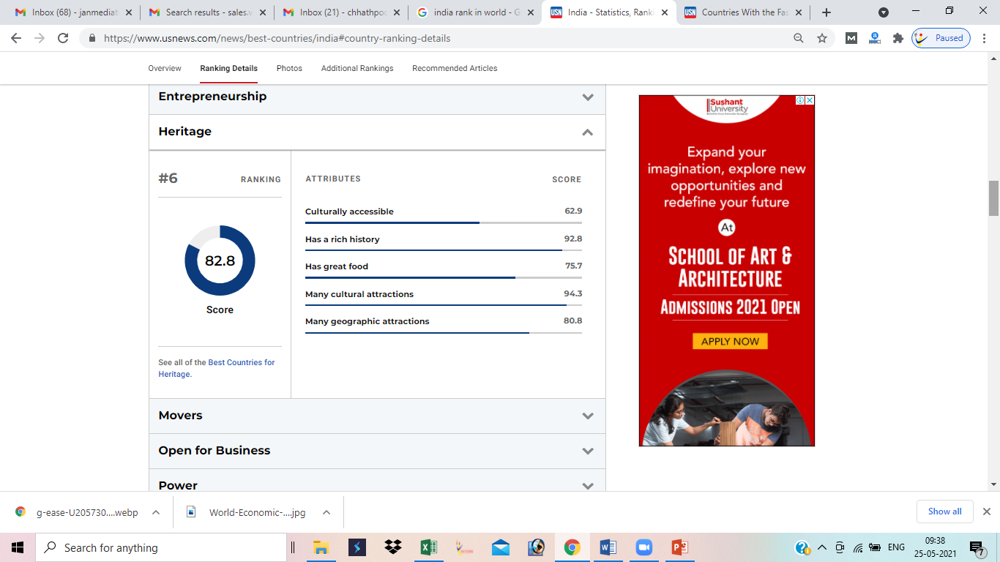 Inbox (68) - janmediat
Search results - sales.v
Inbox (21) - chhathpoo
india rank in world - G
India - Statistics, Ranki
Countries With the Fas
https://www.usnews.com/news/best-countries/india#country-ranking-details
Paused
Overview
Ranking Details
Photos
Additional Rankings
Recommended Articles
Entrepreneurship
Heritage
#6 RANKING
82.8
Score
See all of the Best Countries for
Heritage.
ATTRIBUTES SCORE
Culturally accessible 62.9
Has a rich history 92.8
Has great food 75.7
Many cultural attractions 94.3
Many geographic attractions 80.8
Movers
Open for Business
Power
Sushant
University
Expand your
imagination, explore new
opportunities and
redefine your future
At
SCHOOL OF ART &
ARCHITECTURE
ADMISSIONS 2021 OPEN
APPLY NOW
g-ease-U205730....webp
World-Economic-....jpg
Show all
Search for anything
ENG
09:38
25-05-2021
7